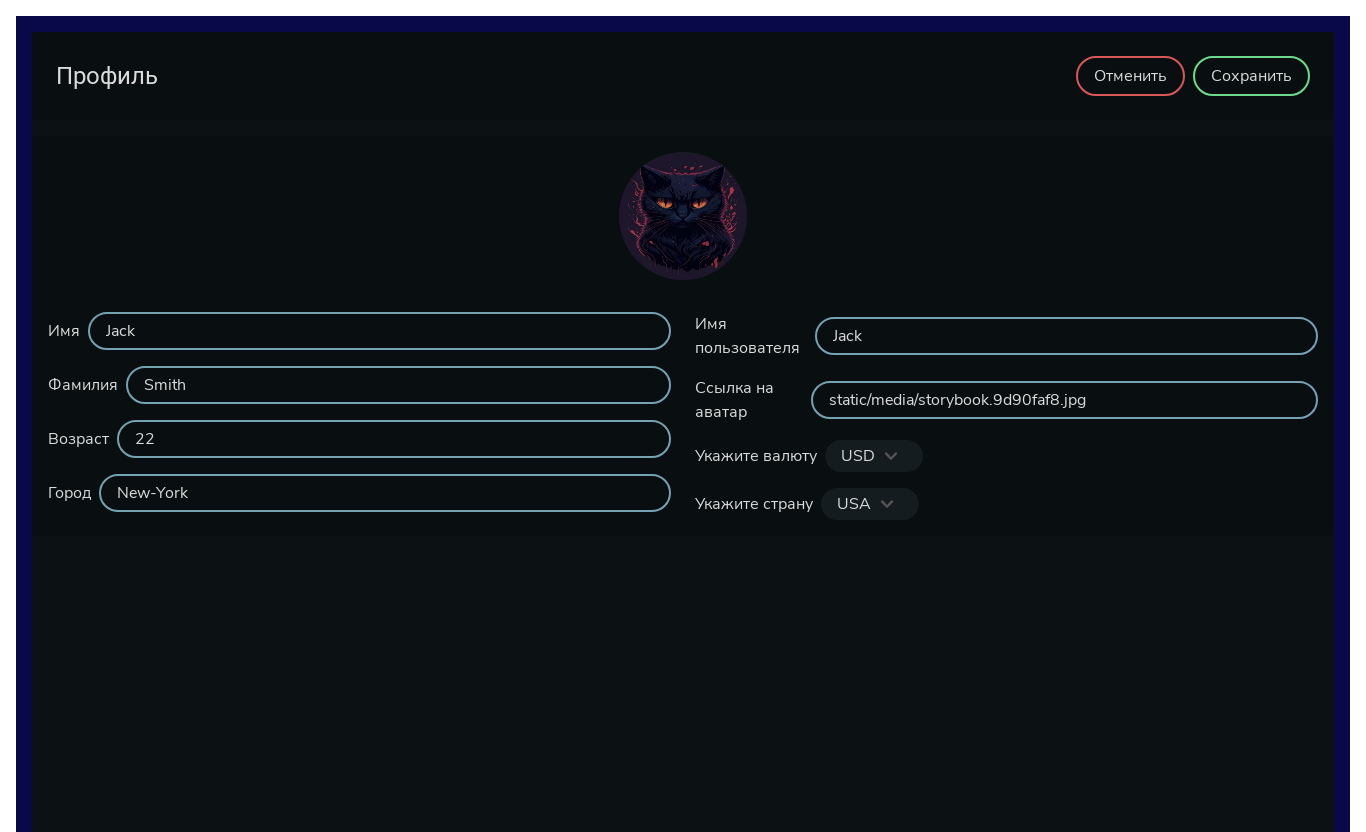 Профиль
Отменить
Сохранить
Имя
Jack
Фамилия
Smith
Возраст
22
Город
New-York
Имя
пользователя
Jack
Ссылка на
аватар
static/media/storybook.9d90faf8.jpg
Укажите валюту
USD
Укажите страну
USA